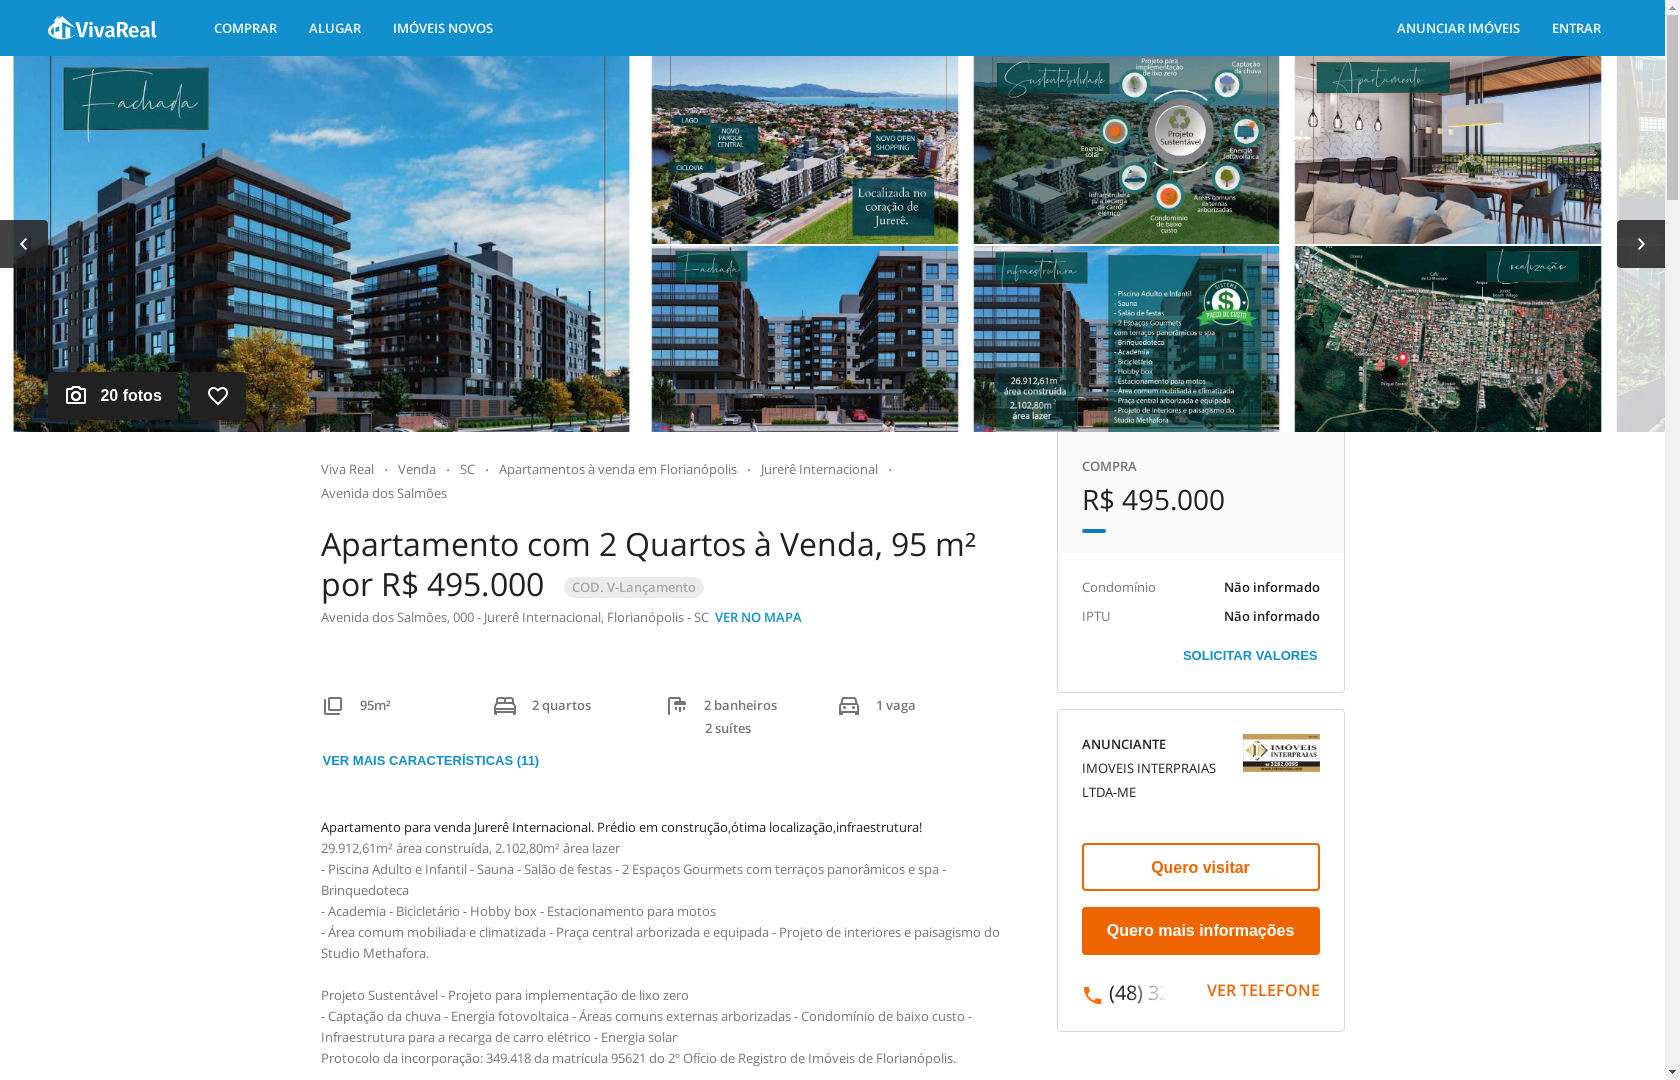 VivaReal
COMPRAR
ALUGAR
IMÓVEIS NOVOS
ANUNCIAR IMÓVEIS
ENTRAR
Fachada
LAGO
NOVO
PARQUE
CENTRAL
CICLOVIA
NOVO OPEN
SHOPPING
Localizada no
coração de
Jurerê.
Sustentabilidade
Projeto para
implementação
de lixo zero
Captação
da chuva
Projeto
Sustentável
Energia
solar
Energia
fotovoltaica
Infraestrutura
para a recarga
de carro
elétrico
Áreas comuns
externas
arborizadas
Condomínio
de baixo
custo
Apartamento
Fachada
Infraestrutura
SISTEMA
PREÇO DE CUSTO
- Piscina Adulto e Infantil
- Sauna
- Salão de festas
- 2 Espaços Gourmets
com terraços panorâmicos e spa
- Brinquedoteca
- Academia
- Bicicletário
- Hobby box
- Estacionamento para motos
- Área comum mobiliada e climatizada
- Praça central arborizada e equipada
- Projeto de interiores e paisagismo do
Studio Methafora
26.912,61m
área construída
2.102,80m
área lazer
Localização
20 fotos
Viva Real · Venda · SC · Apartamentos à venda em Florianópolis · Jurerê Internacional ·
Avenida dos Salmões
Apartamento com 2 Quartos à Venda, 95 m²
por R$ 495.000 COD. V-Lançamento
Avenida dos Salmões, 000 - Jurerê Internacional, Florianópolis - SC VER NO MAPA
95m²
2 quartos
2 banheiros
2 suítes
1 vaga
VER MAIS CARACTERÍSTICAS (11)
Apartamento para venda Jurerê Internacional. Prédio em construção,ótima localização,infraestrutura!
29.912,61m² área construída, 2.102,80m² área lazer
- Piscina Adulto e Infantil - Sauna - Salão de festas - 2 Espaços Gourmets com terraços panorâmicos e spa -
Brinquedoteca
- Academia - Bicicletário - Hobby box - Estacionamento para motos
- Área comum mobiliada e climatizada - Praça central arborizada e equipada - Projeto de interiores e paisagismo do
Studio Methafora.
Projeto Sustentável - Projeto para implementação de lixo zero
- Captação da chuva - Energia fotovoltaica - Áreas comuns externas arborizadas - Condomínio de baixo custo -
Infraestrutura para a recarga de carro elétrico - Energia solar
Protocolo da incorporação: 349.418 da matrícula 95621 do 2º Ofício de Registro de Imóveis de Florianópolis.
COMPRA
R$ 495.000
Condomínio Não informado
IPTU Não informado
SOLICITAR VALORES
ANUNCIANTE
IMOVEIS INTERPRAIAS
LTDA-ME
IMÓVEIS
INTERPRAIAS
3282.0095
Quero visitar
Quero mais informações
(48) 32
VER TELEFONE